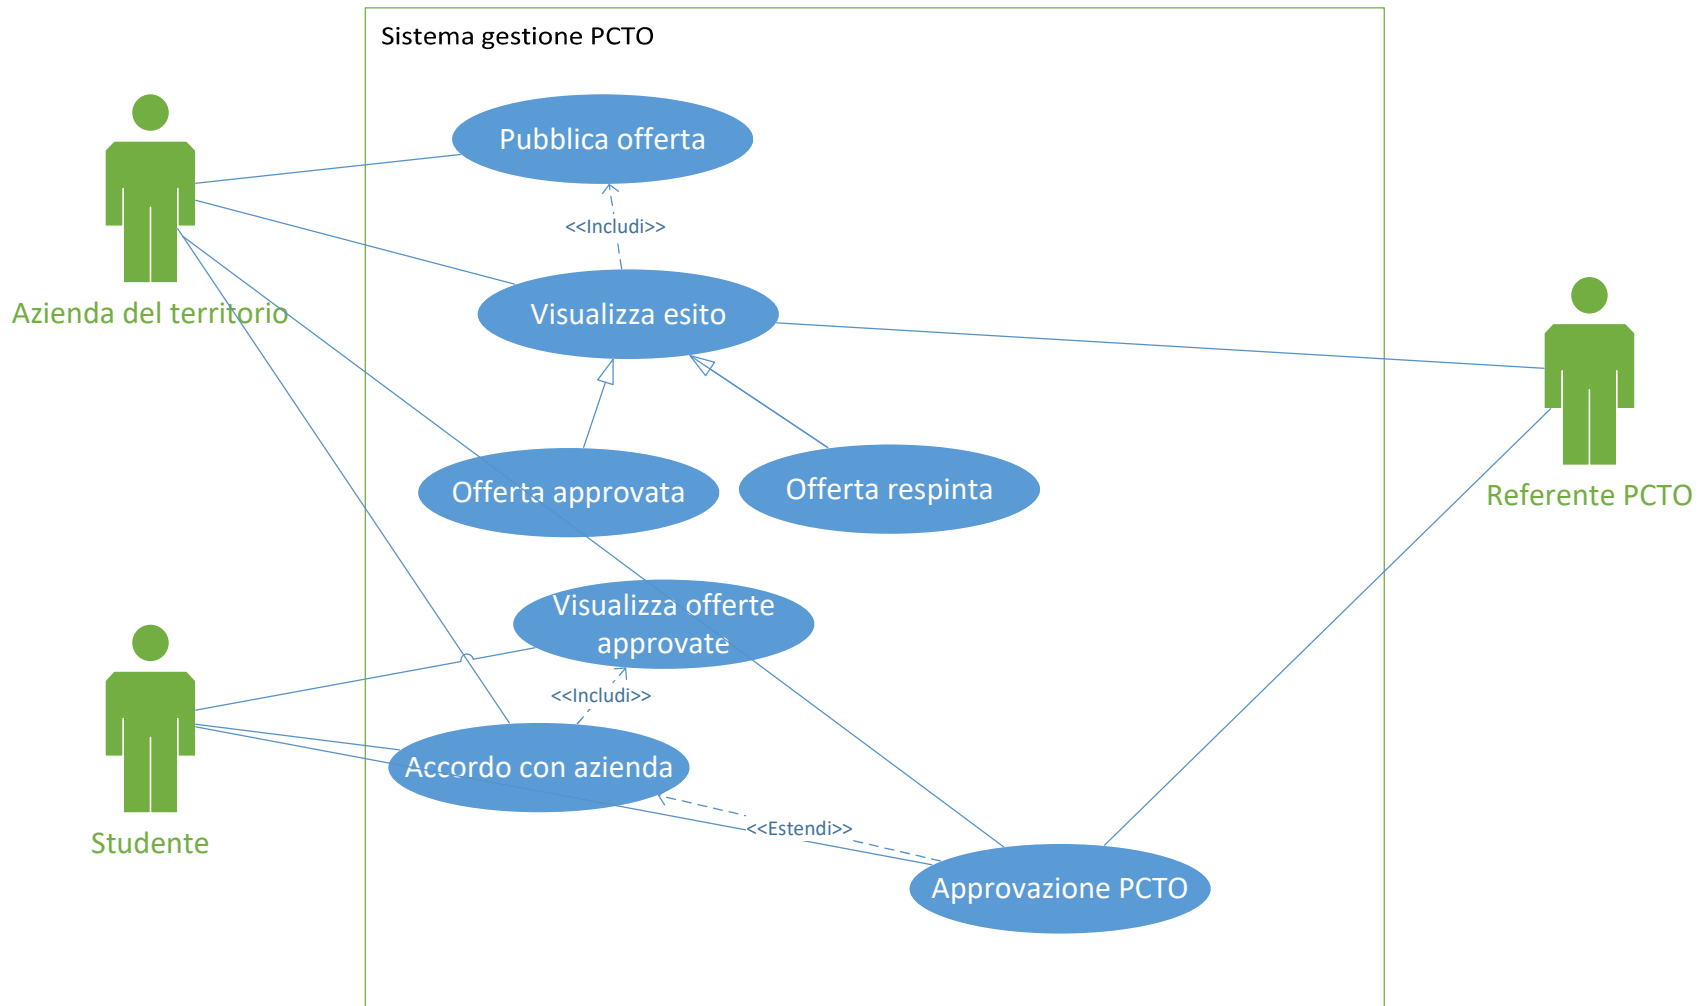 Sistema gestione PCTO
Pubblica offerta
<<Includi>>
Azienda del territorio
Visualizza esito
Offerta approvata
Offerta respinta
Referente PCTO
Visualizza offerte
approvate
<<Includi>>
Accordo con azienda
<<Estendi>>
Studente
Approvazione PCTO